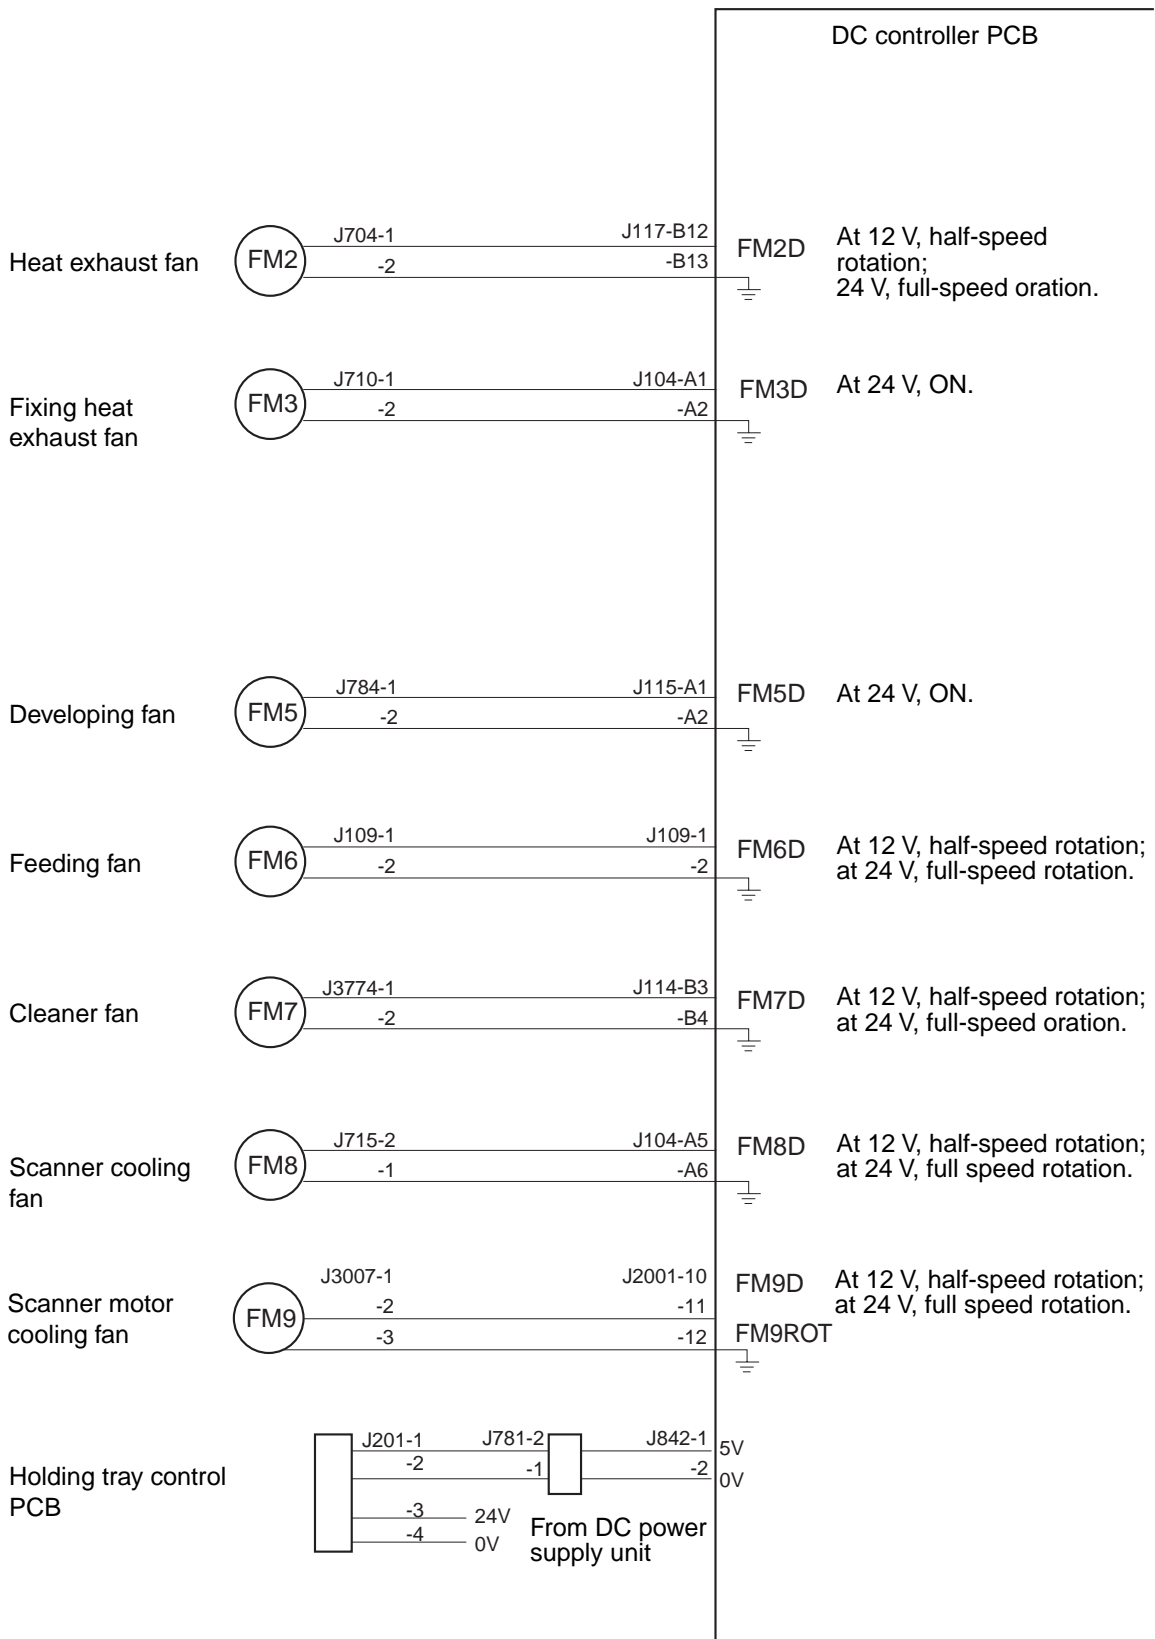 DC controller PCB
J704-1
J117-B12
Heat exhaust fan
FM2
-2
-B13
FM2D
At 12 V, half-speed
rotation;
24 V, full-speed oration.
J710-1
J104-A1
Fixing heat
exhaust fan
FM3
-2
-A2
FM3D
At 24 V, ON.
J784-1
J115-A1
Developing fan
FM5
-2
-A2
FM5D
At 24 V, ON.
J109-1
J109-1
Feeding fan
FM6
-2
-2
FM6D
At 12 V, half-speed rotation;
at 24 V, full-speed rotation.
J3774-1
J114-B3
Cleaner fan
FM7
-2
-B4
FM7D
At 12 V, half-speed rotation;
at 24 V, full-speed oration.
J715-2
J104-A5
Scanner cooling
fan
FM8
-1
-A6
FM8D
At 12 V, half-speed rotation;
at 24 V, full speed rotation.
J3007-1
J2001-10
Scanner motor
cooling fan
FM9
-2
-11
-3
-12
FM9D
FM9ROT
At 12 V, half-speed rotation;
at 24 V, full speed rotation.
Holding tray control
PCB
J201-1
J781-2
J842-1
5V
-2
-1
-2
0V
-3
24V
-4
0V
From DC power
supply unit